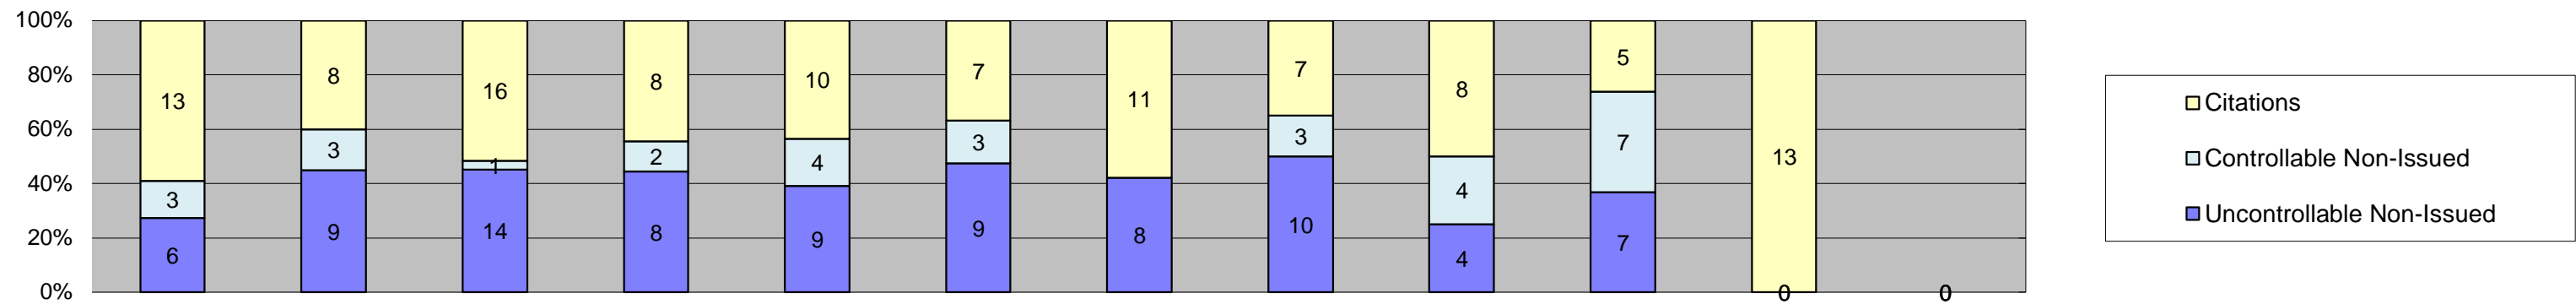 100%
80%
60%
40%
20%
0%
13 8 16 8 10 7 11 7 8 5 13
3 3 1 2 4 3 3 4 7
6 9 14 8 9 9 8 10 4 7 0 0
Citations
Controllable Non-Issued
Uncontrollable Non-Issued